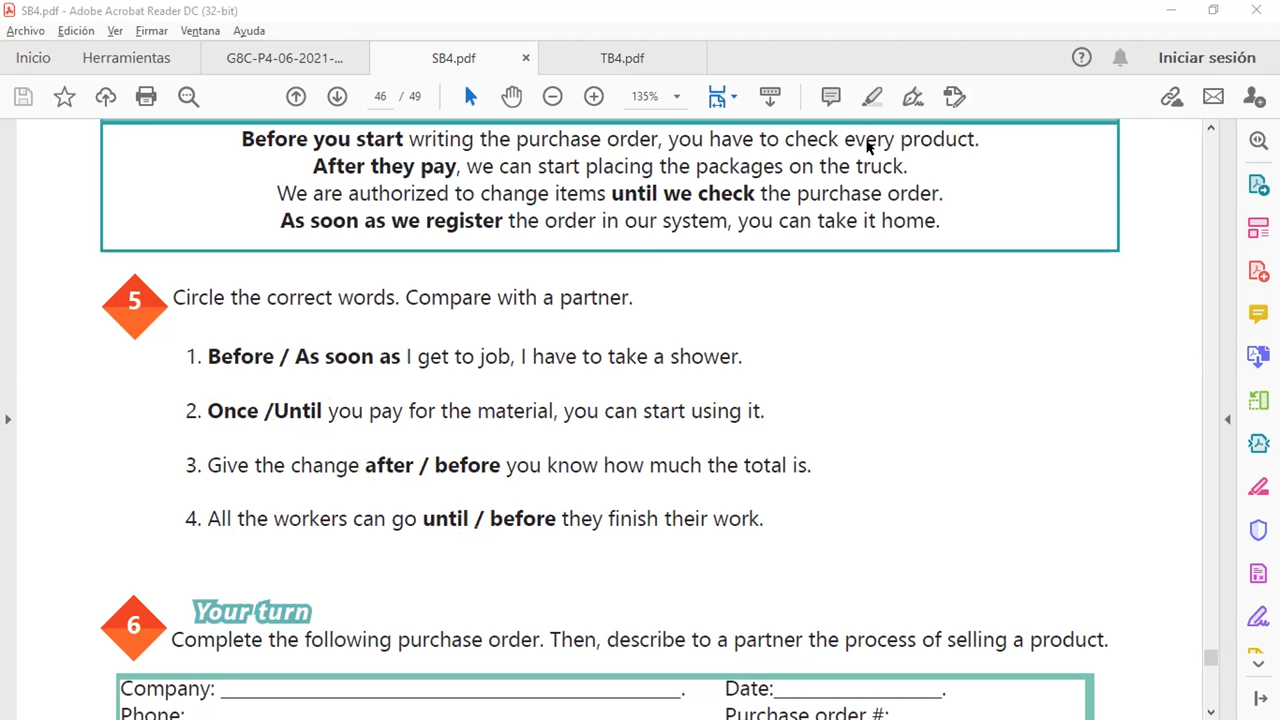 SB4.pdf - Adobe Acrobat Reader DC (32-bit)
Archivo Edición Ver Firmar Ventana Ayuda
Inicio Herramientas G8C-P4-06-2021-... SB4.pdf × TB4.pdf Iniciar sesión
46 / 49 135%
Before you start writing the purchase order, you have to check every product.
After they pay, we can start placing the packages on the truck.
We are authorized to change items until we check the purchase order.
As soon as we register the order in our system, you can take it home.
5 Circle the correct words. Compare with a partner.
1. Before / As soon as I get to job, I have to take a shower.
2. Once /Until you pay for the material, you can start using it.
3. Give the change after / before you know how much the total is.
4. All the workers can go until / before they finish their work.
Your turn
6 Complete the following purchase order. Then, describe to a partner the process of selling a product.
Company: ______________________________________. Date:______________.
Phone: Purchase order #: